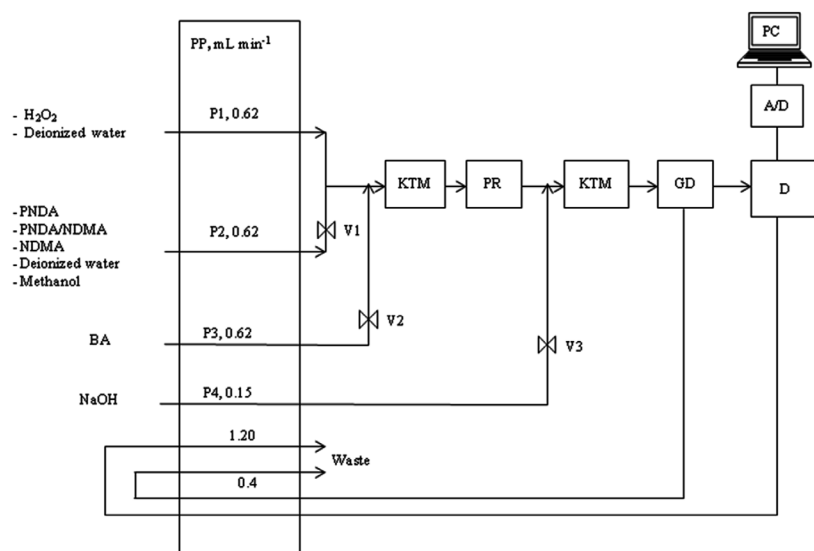 PP, mL min⁻¹
PC
A/D
P1, 0.62
- H₂O₂
- Deionized water
KTM
PR
KTM
GD
D
-PNDA
-PNDA/NDMA
-NDMA
-Deionized water
-Methanol
P2, 0.62
V1
V2
BA
P3, 0.62
V3
NaOH
P4, 0.15
1.20
Waste
0.4